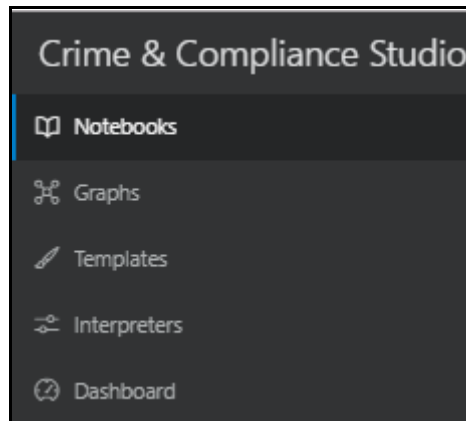 Crime & Compliance Studio
Notebooks
Graphs
Templates
Interpreters
Dashboard